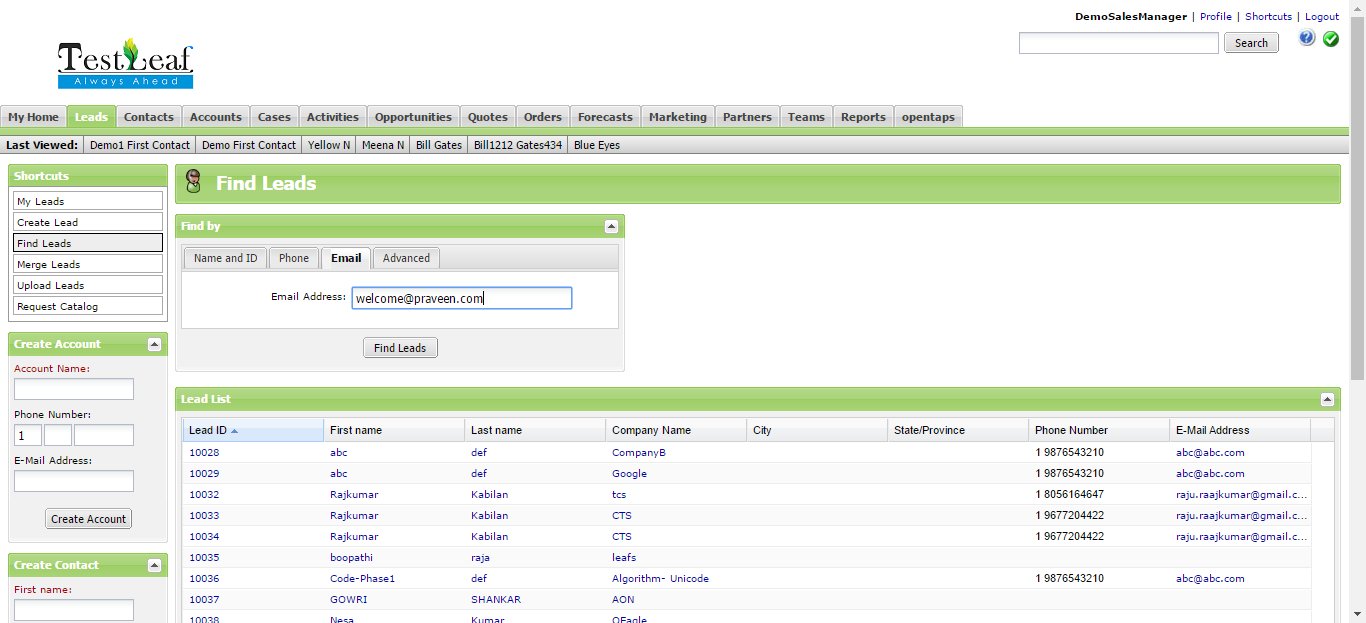 DemoSalesManager | Profile | Shortcuts | Logout
Search
TestLeaf
Always Ahead
My Home Leads Contacts Accounts Cases Activities Opportunities Quotes Orders Forecasts Marketing Partners Teams Reports opentaps
Last Viewed: Demo1 First Contact Demo First Contact Yellow N Meena N Bill Gates Bill1212 Gates434 Blue Eyes
Shortcuts
My Leads
Create Lead
Find Leads
Merge Leads
Upload Leads
Request Catalog
Create Account
Account Name:
Phone Number:
1
E-Mail Address:
Create Account
Create Contact
First name:
Find Leads
Find by
Name and ID Phone Email Advanced
Email Address: welcome@praveen.com
Find Leads
Lead List
Lead ID First name Last name Company Name City State/Province Phone Number E-Mail Address
10028 abc def CompanyB 1 9876543210 abc@abc.com
10029 abc def Google 1 9876543210 abc@abc.com
10032 Rajkumar Kabilan tcs 1 8056164647 raju.raajkumar@gmail.c...
10033 Rajkumar Kabilan CTS 1 9677204422 raju.raajkumar@gmail.c...
10034 Rajkumar Kabilan CTS 1 9677204422 raju.raajkumar@gmail.c...
10035 boopathi raja leafs
10036 Code-Phase1 def Algorithm- Unicode 1 9876543210 abc@abc.com
10037 GOWRI SHANKAR AON
10038 Nesa Kumar